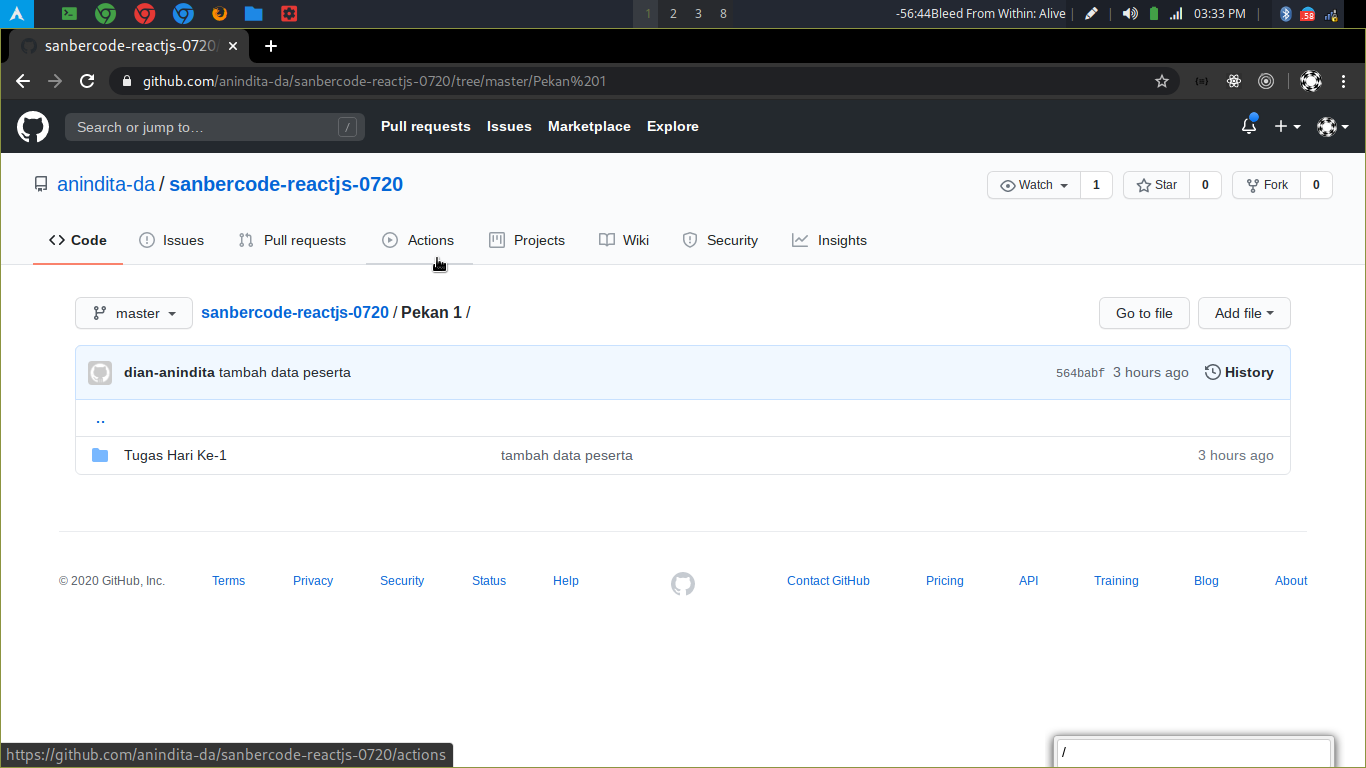 1 2 3 8 -56:44Bleed From Within: Alive | 03:33 PM | 58
sanbercode-reactjs-0720
github.com/anindita-da/sanbercode-reactjs-0720/tree/master/Pekan%201
Search or jump to… / Pull requests Issues Marketplace Explore
anindita-da / sanbercode-reactjs-0720 Watch 1 Star 0 Fork 0
Code Issues Pull requests Actions Projects Wiki Security Insights
master sanbercode-reactjs-0720 / Pekan 1 / Go to file Add file
dian-anindita tambah data peserta 564babf 3 hours ago History
..
Tugas Hari Ke-1 tambah data peserta 3 hours ago
© 2020 GitHub, Inc. Terms Privacy Security Status Help Contact GitHub Pricing API Training Blog About
https://github.com/anindita-da/sanbercode-reactjs-0720/actions /